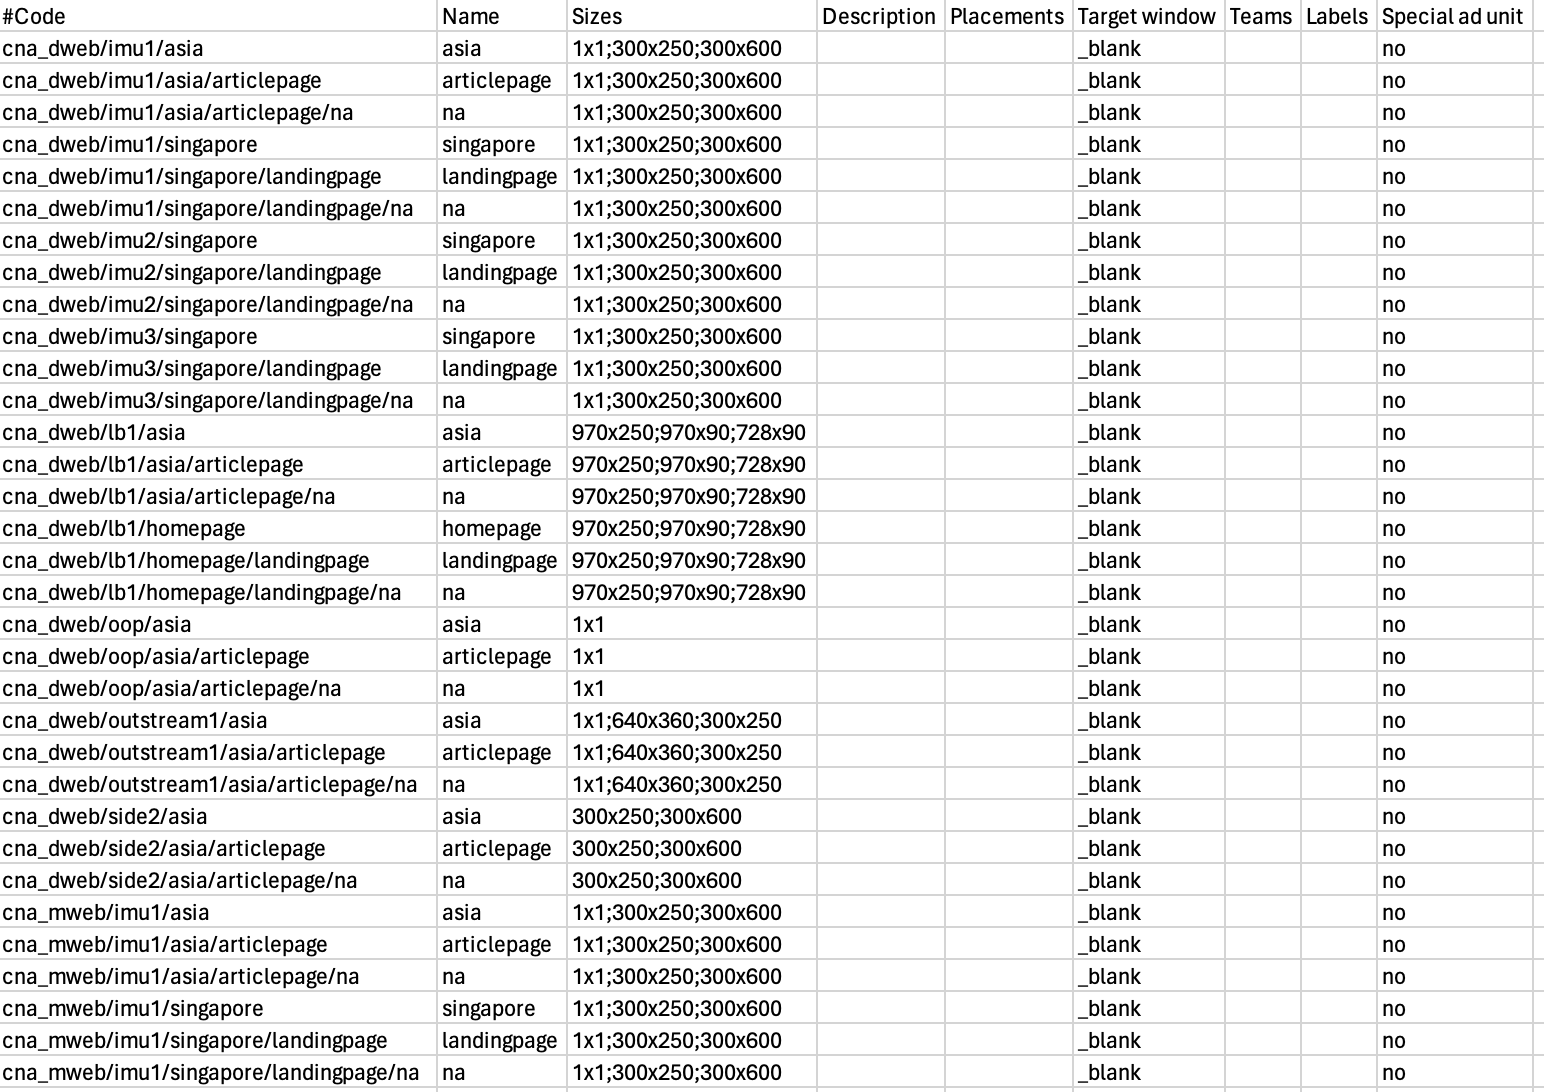 #Code Name Sizes Description Placements Target window Teams Labels Special ad unit
cna_dweb/imu1/asia asia 1x1;300x250;300x600 _blank no
cna_dweb/imu1/asia/articlepage articlepage 1x1;300x250;300x600 _blank no
cna_dweb/imu1/asia/articlepage/na na 1x1;300x250;300x600 _blank no
cna_dweb/imu1/singapore singapore 1x1;300x250;300x600 _blank no
cna_dweb/imu1/singapore/landingpage landingpage 1x1;300x250;300x600 _blank no
cna_dweb/imu1/singapore/landingpage/na na 1x1;300x250;300x600 _blank no
cna_dweb/imu2/singapore singapore 1x1;300x250;300x600 _blank no
cna_dweb/imu2/singapore/landingpage landingpage 1x1;300x250;300x600 _blank no
cna_dweb/imu2/singapore/landingpage/na na 1x1;300x250;300x600 _blank no
cna_dweb/imu3/singapore singapore 1x1;300x250;300x600 _blank no
cna_dweb/imu3/singapore/landingpage landingpage 1x1;300x250;300x600 _blank no
cna_dweb/imu3/singapore/landingpage/na na 1x1;300x250;300x600 _blank no
cna_dweb/lb1/asia asia 970x250;970x90;728x90 _blank no
cna_dweb/lb1/asia/articlepage articlepage 970x250;970x90;728x90 _blank no
cna_dweb/lb1/asia/articlepage/na na 970x250;970x90;728x90 _blank no
cna_dweb/lb1/homepage homepage 970x250;970x90;728x90 _blank no
cna_dweb/lb1/homepage/landingpage landingpage 970x250;970x90;728x90 _blank no
cna_dweb/lb1/homepage/landingpage/na na 970x250;970x90;728x90 _blank no
cna_dweb/oop/asia asia 1x1 _blank no
cna_dweb/oop/asia/articlepage articlepage 1x1 _blank no
cna_dweb/oop/asia/articlepage/na na 1x1 _blank no
cna_dweb/outstream1/asia asia 1x1;640x360;300x250 _blank no
cna_dweb/outstream1/asia/articlepage articlepage 1x1;640x360;300x250 _blank no
cna_dweb/outstream1/asia/articlepage/na na 1x1;640x360;300x250 _blank no
cna_dweb/side2/asia asia 300x250;300x600 _blank no
cna_dweb/side2/asia/articlepage articlepage 300x250;300x600 _blank no
cna_dweb/side2/asia/articlepage/na na 300x250;300x600 _blank no
cna_mweb/imu1/asia asia 1x1;300x250;300x600 _blank no
cna_mweb/imu1/asia/articlepage articlepage 1x1;300x250;300x600 _blank no
cna_mweb/imu1/asia/articlepage/na na 1x1;300x250;300x600 _blank no
cna_mweb/imu1/singapore singapore 1x1;300x250;300x600 _blank no
cna_mweb/imu1/singapore/landingpage landingpage 1x1;300x250;300x600 _blank no
cna_mweb/imu1/singapore/landingpage/na na 1x1;300x250;300x600 _blank no